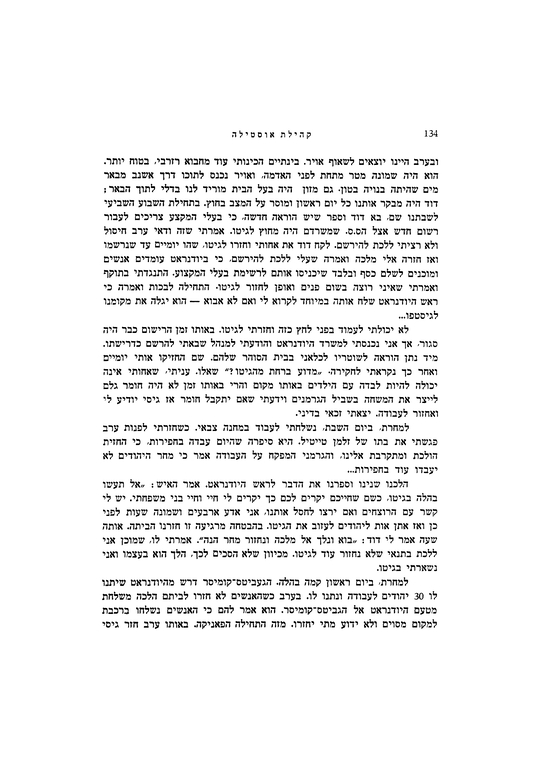 קהילת אוסטילה 134
ובערב היינו יוצאים לשאוף אויר. בינתיים הכינותי עוד מחבוא רזרבי, בטוח יותר.
הוא היה שמונה מטר מתחת לפני האדמה, ואויר נכנס לתוכו דרך אשנב מבאר
מים שהיתה בנויה בטון. גם מזון היה בעל הבית מוריד לנו בדלי לתוך הבאר;
דוד היה מבקר אותנו כל יום ראשון ומוסר על המצב בחוץ. בתחילת השבוע השביעי
לשבתנו שם, בא דוד וספר שיש הוראה חדשה, כי בעלי המקצע צריכים לעבור
רשום חדש אצל הס.ס. שמשרדם היה מחוץ לגיטו. אמרתי שזה ודאי ערב חיסול
ולא רציתי ללכת להירשם. לקח דוד את אחותי וחזרו לגיטו, שהו יומיים עד שנרשמו
ואז חזרה אלי מלכה ואמרה שעלי ללכת להירשם, כי ביודנראט עומדים אנשים
ומוכנים לשלם כסף ובלבד שיכניסו אותם לרשימת בעלי המקצוע. התנגדתי בתוקף
ואמרתי שאיני רוצה בשום פנים ואופן לחזור לגיטו. התחילה לבכות ואמרה כי
ראש היודנראט שלח אותה במיוחד לקרוא לי ואם לא אבוא — הוא יגלה את מקומנו
לגיסטפו...
לא יכולתי לעמוד בפני לחץ כזה וחזרתי לגיטו. באותו זמן הרישום כבר היה
סגור, אך אני נכנסתי למשרד היודנראט והודעתי למנהל שבאתי להרשם כדרישתו.
מיד נתן הוראה לשוטריו לכלאני בבית הסוהר שלהם. שם החזיקו אותי יומיים
ואחר כך נקראתי לחקירה. „מדוע ברחת מהגיטו?" שאלו. עניתי, שאחותי אינה
יכולה להיות לבדה עם הילדים באותו מקום והרי באותו זמן לא היה חומר גלם
לייצר את המשחה בשביל הגרמנים וידעתי שאם יתקבל חומר אז גיסי יודיע לי
ואחזור לעבודה. יצאתי זכאי בדיני.
למחרת, ביום השבת, נשלחתי לעבוד במחנה צבאי. כשחזרתי לפנות ערב
פגשתי את בתו של זלמן טייטיל. היא סיפרה שהיום עבדה בחפירות, כי החזית
הולכת ומתקרבת אלינו, והגרמני המפקח על העבודה אמר כי מחר היהודים לא
יעבדו עוד בחפירות...
הלכנו שנינו וספרנו את הדבר לראש היודנראט. אמר האיש: „אל תעשו
בהלה בגיטו, כשם שחייכם יקרים לכם כך יקרים לי חיי וחיי בני משפחתי. יש לי
קשר עם הרוצחים ואם ירצו לחסל אותנו, אני אדע ארבעים ושמונה שעות לפני
כן ואז אתן אות ליהודים לעזוב את הגיטו. בהבטחה מרגיעה זו חזרנו הביתה. אותה
שעה אמר לי דוד: „בוא ונלך אל מלכה ונחזור מחר הנה". אמרתי לו, שמוכן אני
ללכת בתנאי שלא נחזור עוד לגיטו. מכיוון שלא הסכים לכך, הלך הוא בעצמו ואני
נשארתי בגיטו.
למחרת, ביום ראשון קמה בהלה. הגעביטס־קומיסר דרש מהיודנראט שיתנו
לו 30 יהודים לעבודה ונתנו לו. בערב כשהאנשים לא חזרו לביתם הלכה משלחת
מטעם היודנראט אל הגביטס־קומיסר. הוא אמר להם כי האנשים נשלחו ברכבת
למקום מסוים ולא ידוע מתי יחזרו. מזה התחילה הפאניקה. באותו ערב חזר גיסי